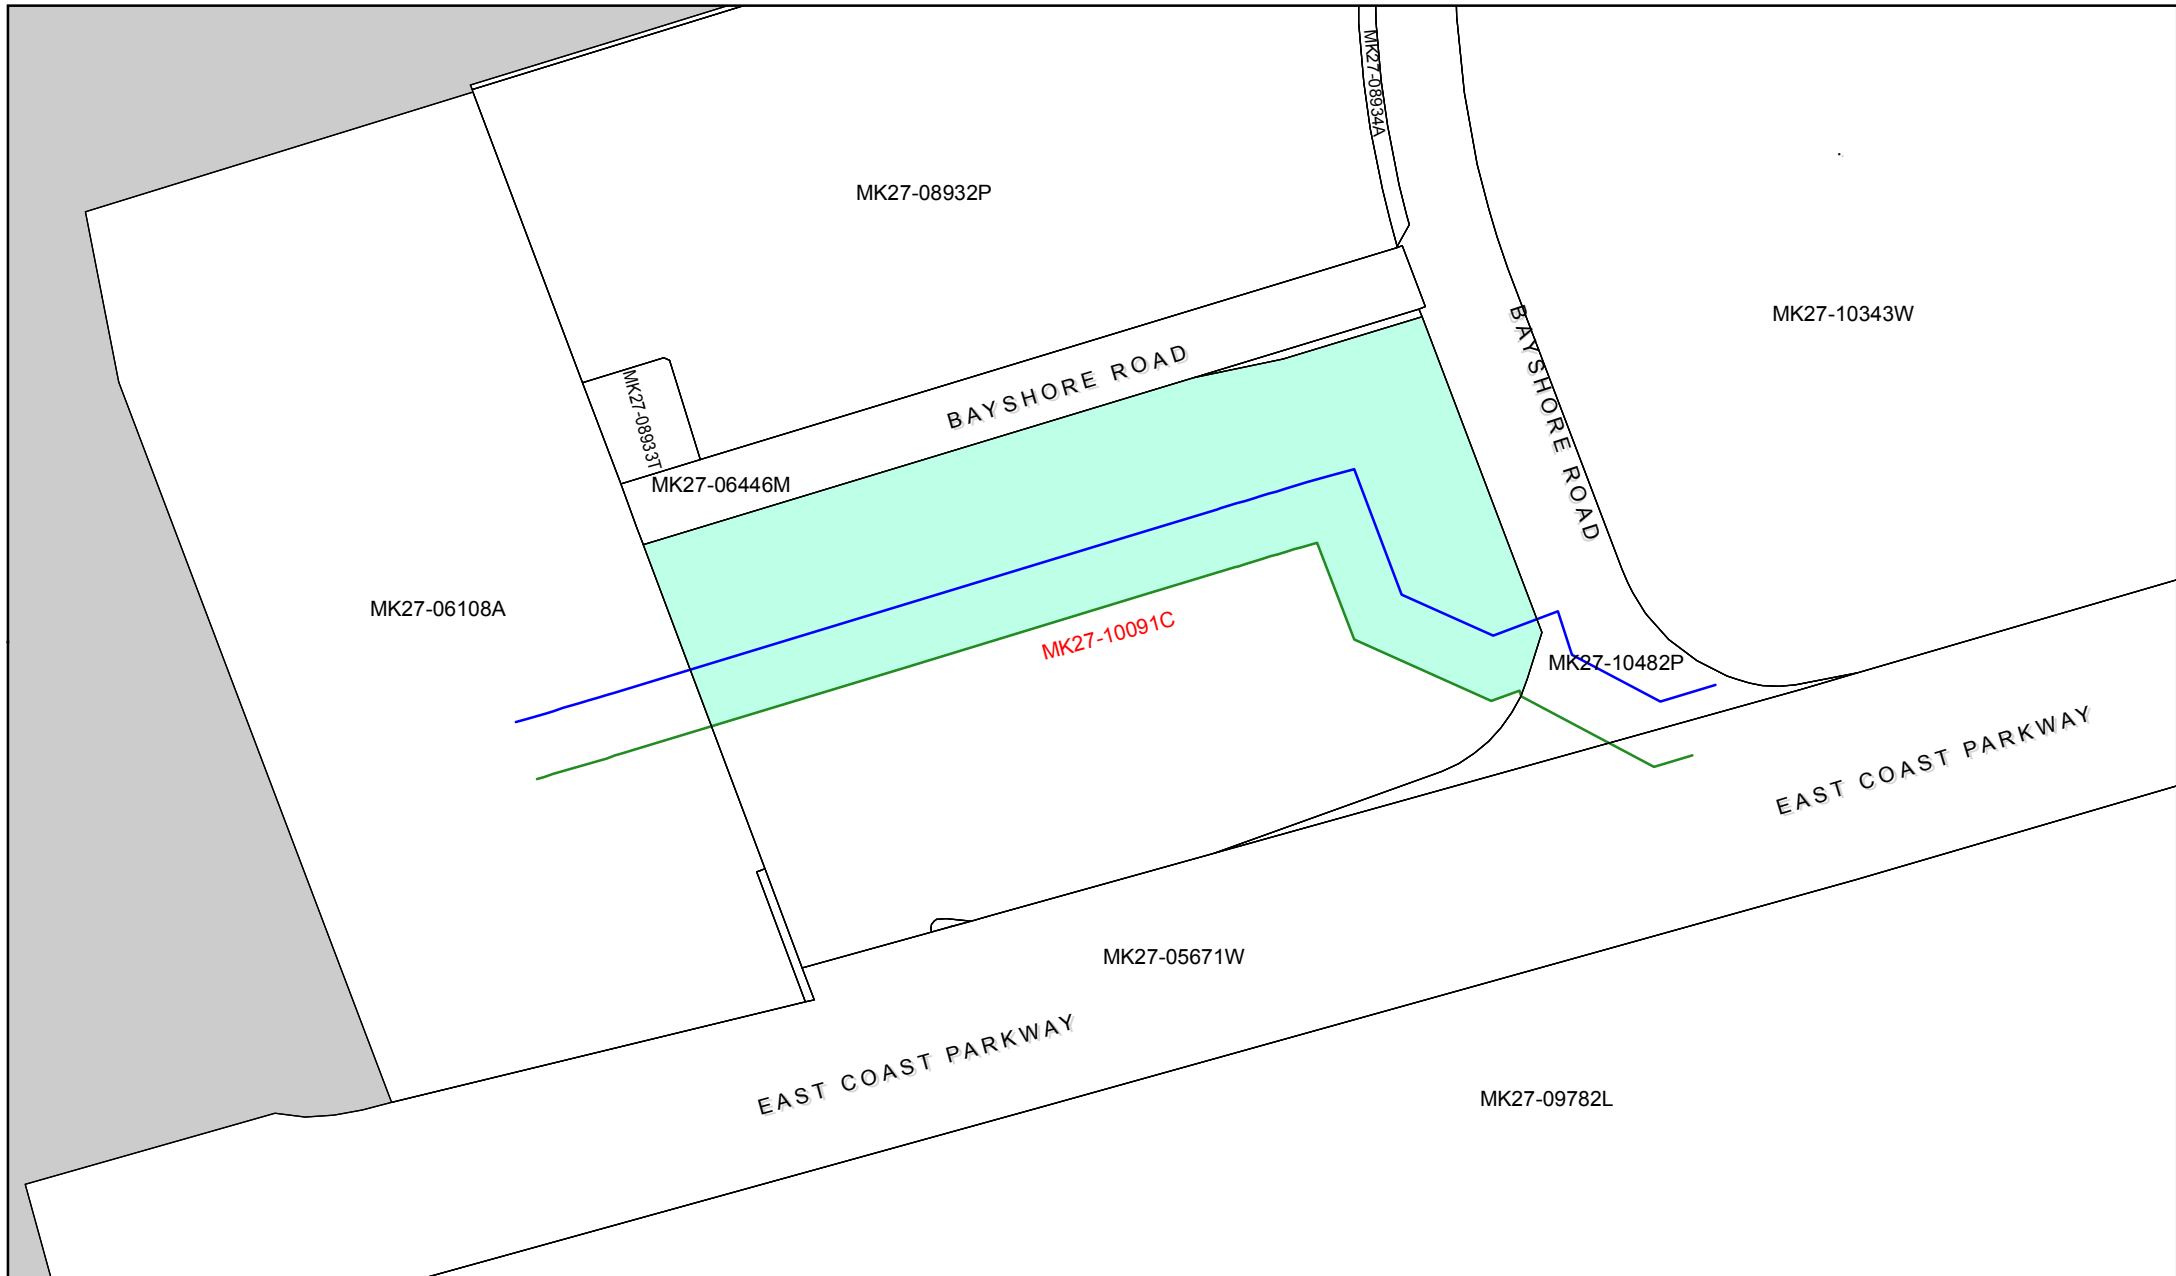 MK27-08934A
MK27-08932P
MK27-10343W
BAYSHORE ROAD
BAYSHORE ROAD
MK27-08933T
MK27-06446M
MK27-06108A
MK27-10091C
MK27-10482P
EAST COAST PARKWAY
MK27-05671W
EAST COAST PARKWAY
MK27-09782L